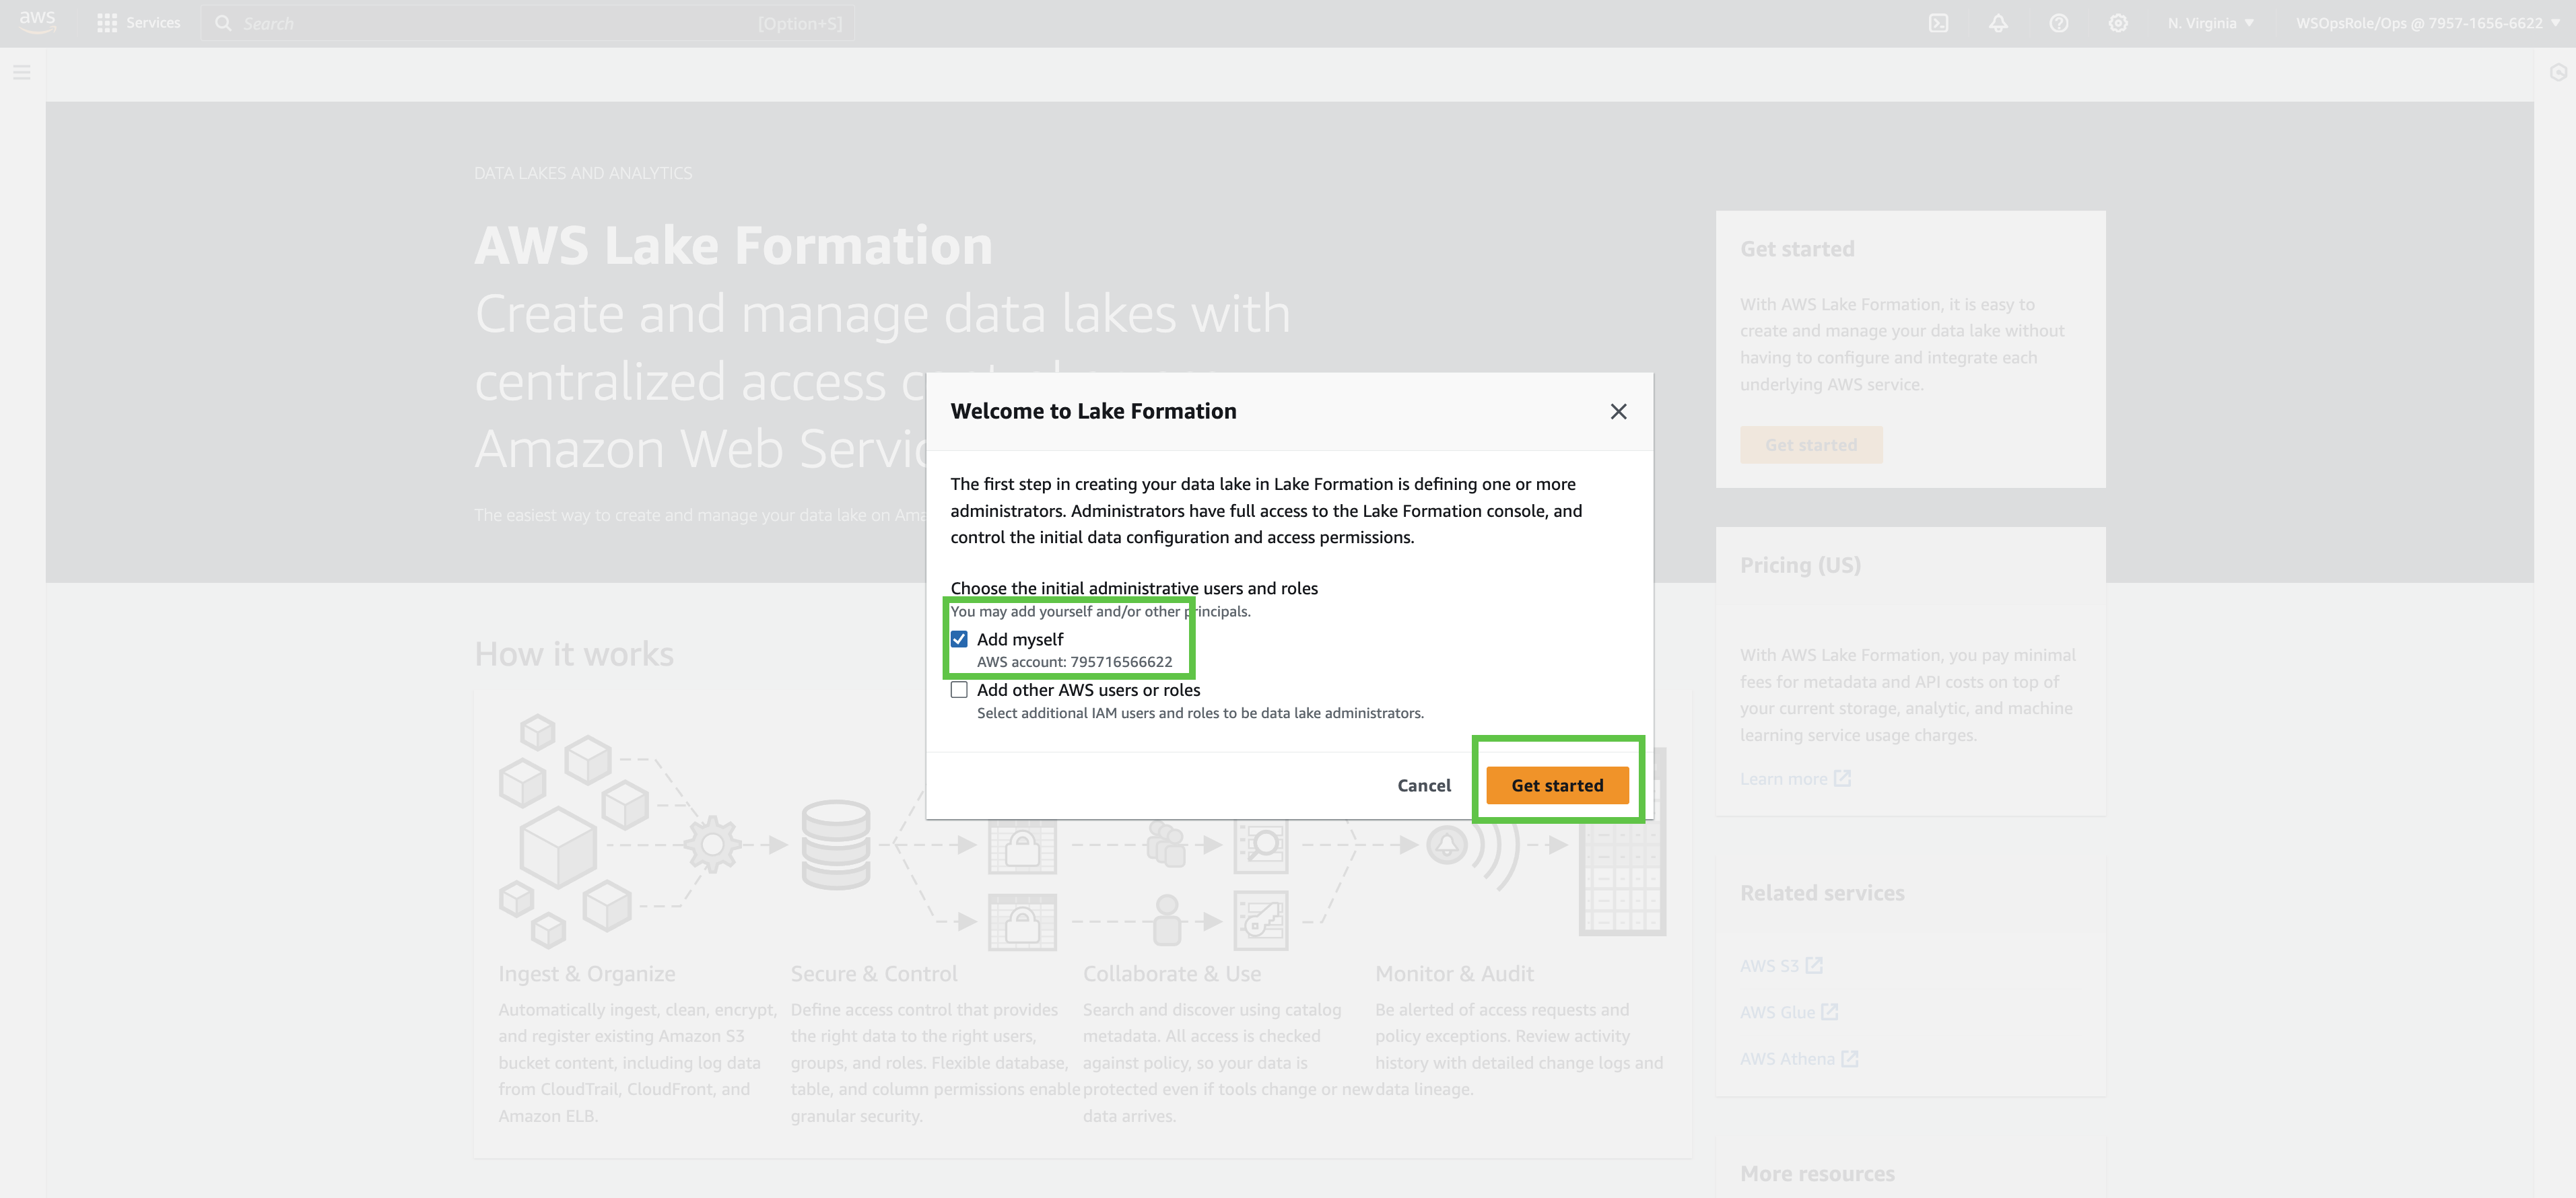 aws
Services
Search
[Option+S]
N. Virginia
WSOpsRole/Ops @ 7957-1656-6622
DATA LAKES AND ANALYTICS
AWS Lake Formation
Create and manage data lakes with
centralized access
Amazon Web
The easiest way to create and manage your data lake on
Get started
With AWS Lake Formation, it is easy to
create and manage your data lake without
having to configure and integrate each
underlying AWS service.
Get started
Welcome to Lake Formation
The first step in creating your data lake in Lake Formation is defining one or more
administrators. Administrators have full access to the Lake Formation console, and
control the initial data configuration and access permissions.
Choose the initial administrative users and roles
You may add yourself and/or other principals.
Add myself
AWS account: 795716566622
Add other AWS users or roles
Select additional IAM users and roles to be data lake administrators.
Cancel
Get started
Pricing (US)
With AWS Lake Formation, you pay minimal
fees for metadata and API costs on top of
your current storage, analytic, and machine
learning service usage charges.
Learn more
How it works
Ingest & Organize
Automatically ingest, clean, encrypt,
and register existing Amazon S3
bucket content, including log data
from CloudTrail, CloudFront, and
Amazon ELB.
Secure & Control
Define access control that provides
the right data to the right users,
groups, and roles. Flexible database,
table, and column permissions enable
granular security.
Collaborate & Use
Search and discover using catalog
metadata. All access is checked
against policy, so your data is
protected even if tools change or new
data arrives.
Monitor & Audit
Be alerted of access requests and
policy exceptions. Review activity
history with detailed change logs and
data lineage.
Related services
AWS S3
AWS Glue
AWS Athena
More resources